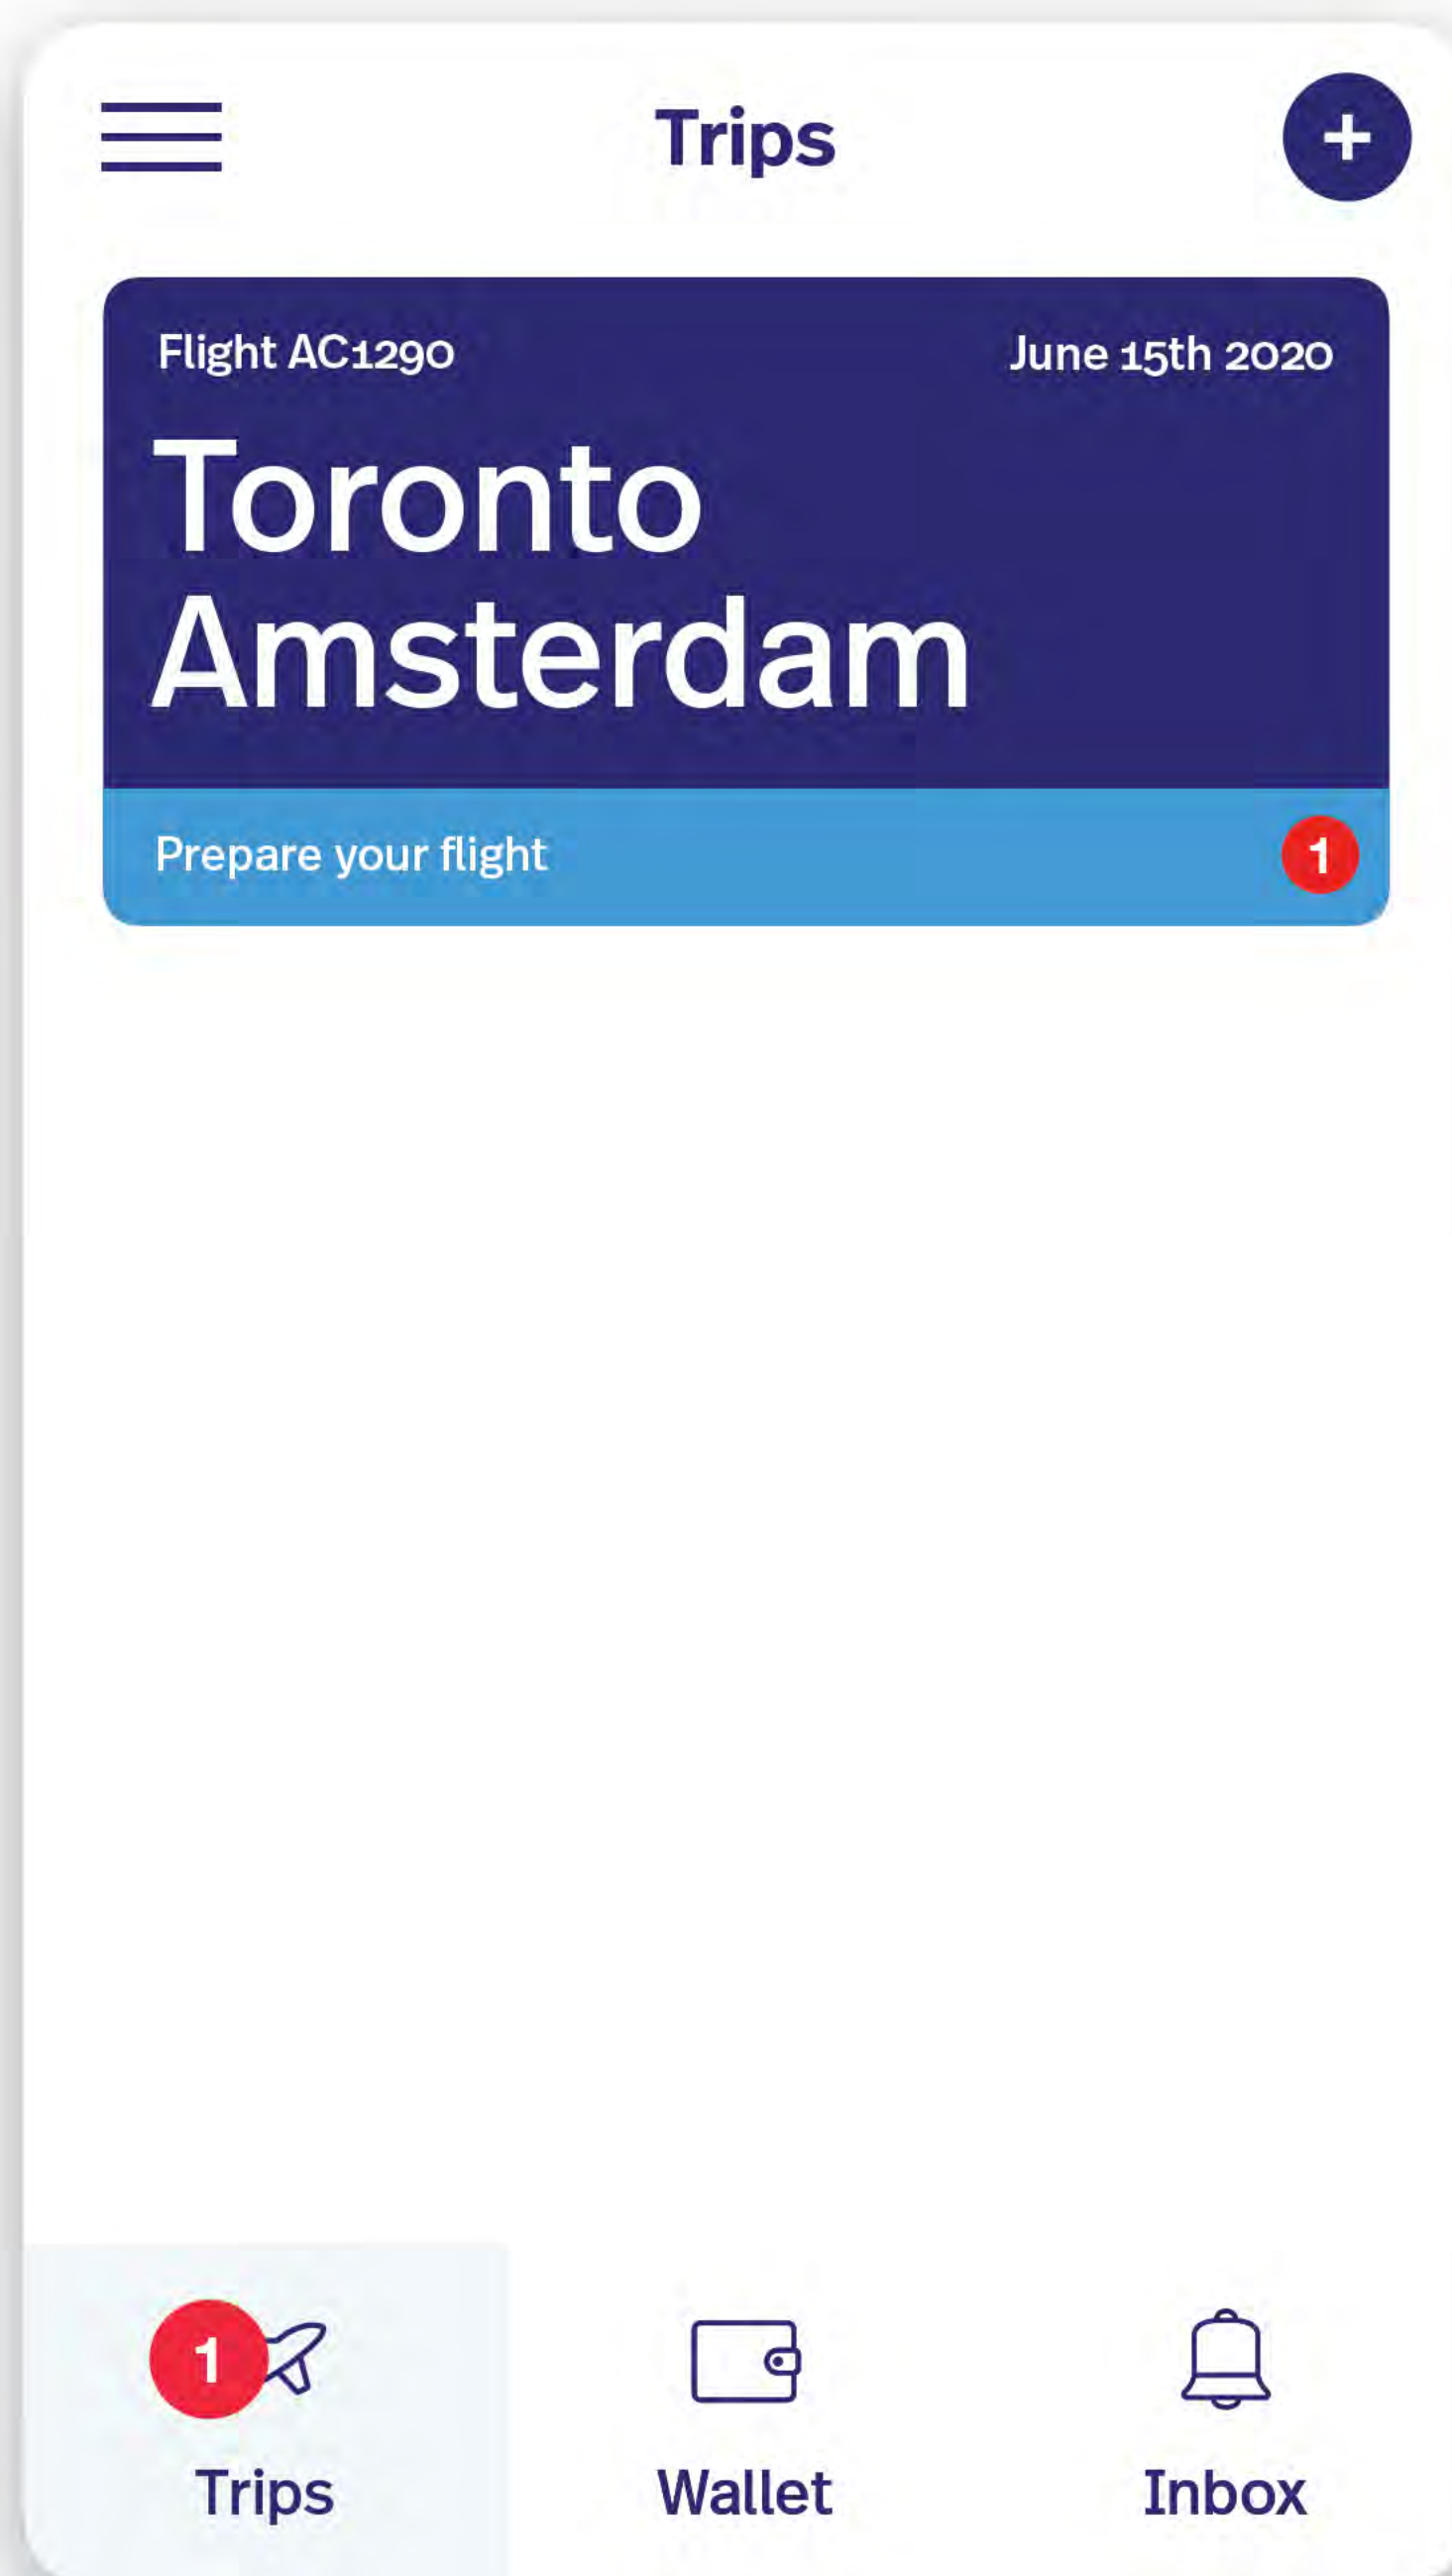 Trips
Flight AC1290
June 15th 2020
Toronto
Amsterdam
Prepare your flight
1
1
Trips
Wallet
Inbox